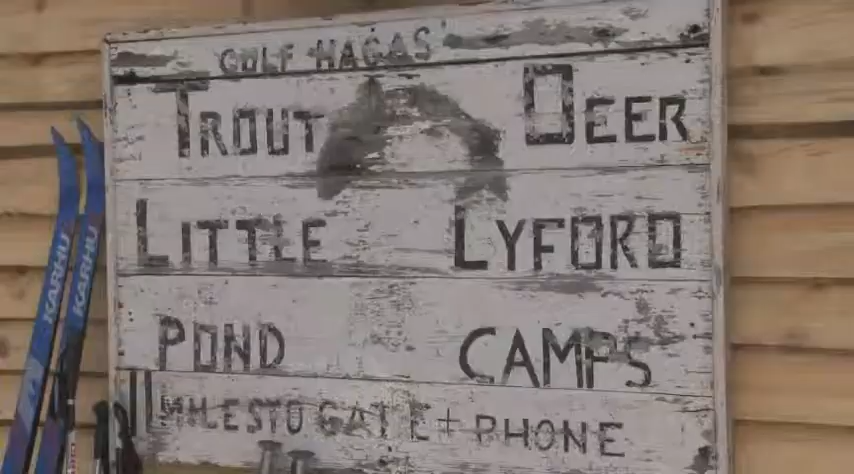 GULF HAGAS'
TROUT DEER
LITTLE LYFORD
POND CAMPS
11 MILES TO GATE + PHONE
KARHU
KARHU